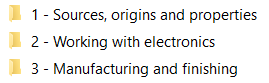 1 - Sources, origins and properties
2 - Working with electronics
3 - Manufacturing and finishing